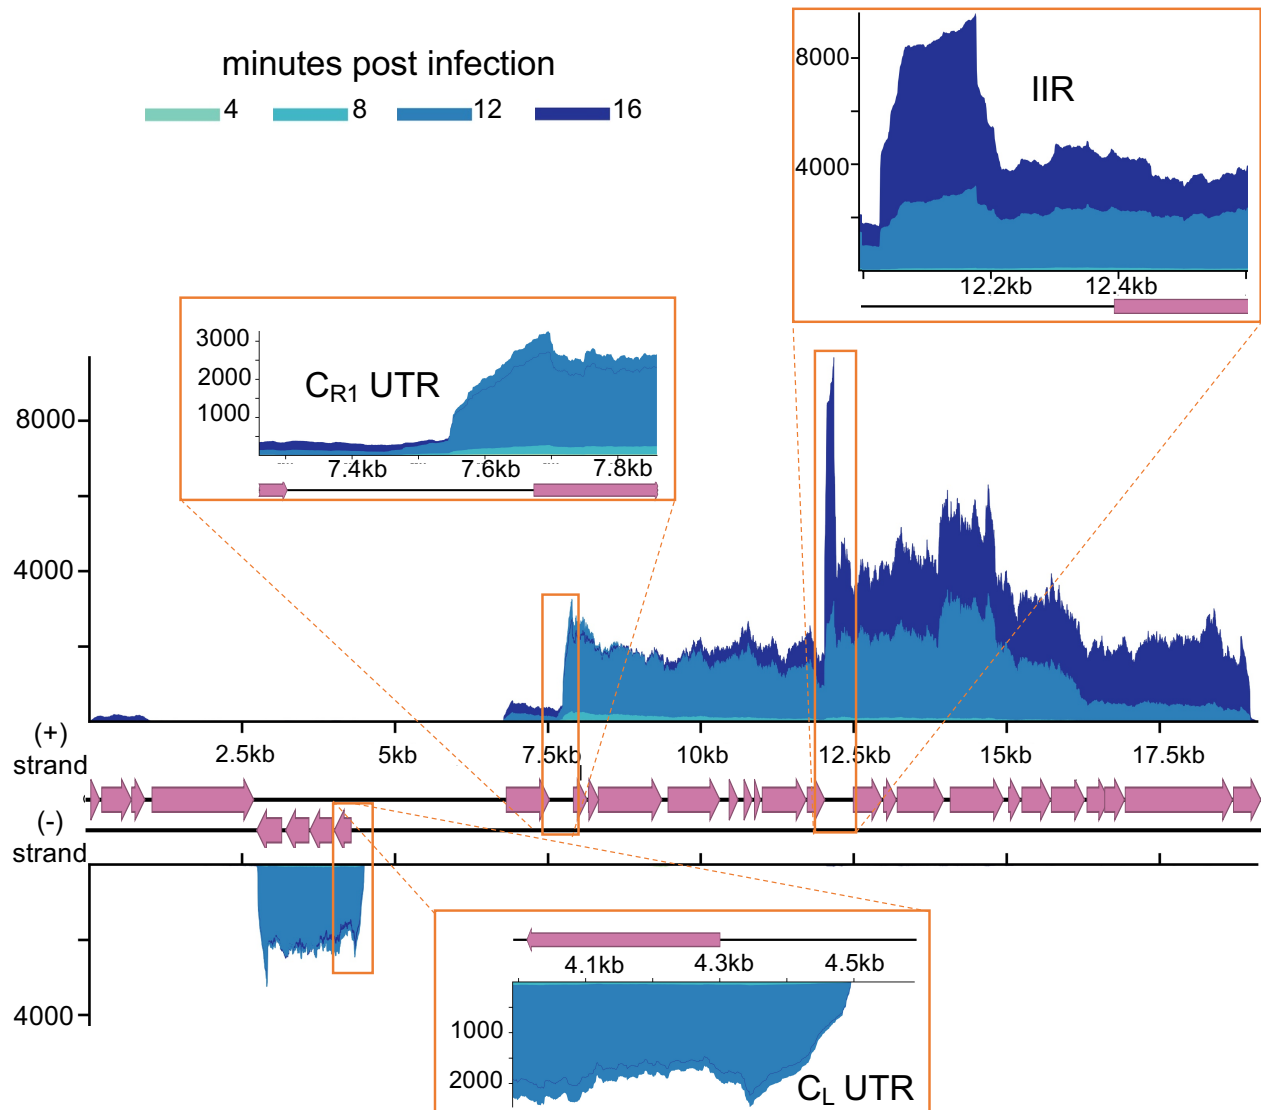 minutes post infection
4 8 12 16
8000
4000
IIR
12.2kb 12.4kb
3000
2000
1000
CR1 UTR
7.4kb 7.6kb 7.8kb
8000
4000
(+)
strand
2.5kb 5kb 7.5kb 10kb 12.5kb 15kb 17.5kb
(-)
strand
4000
4.1kb 4.3kb 4.5kb
1000
2000
CL UTR